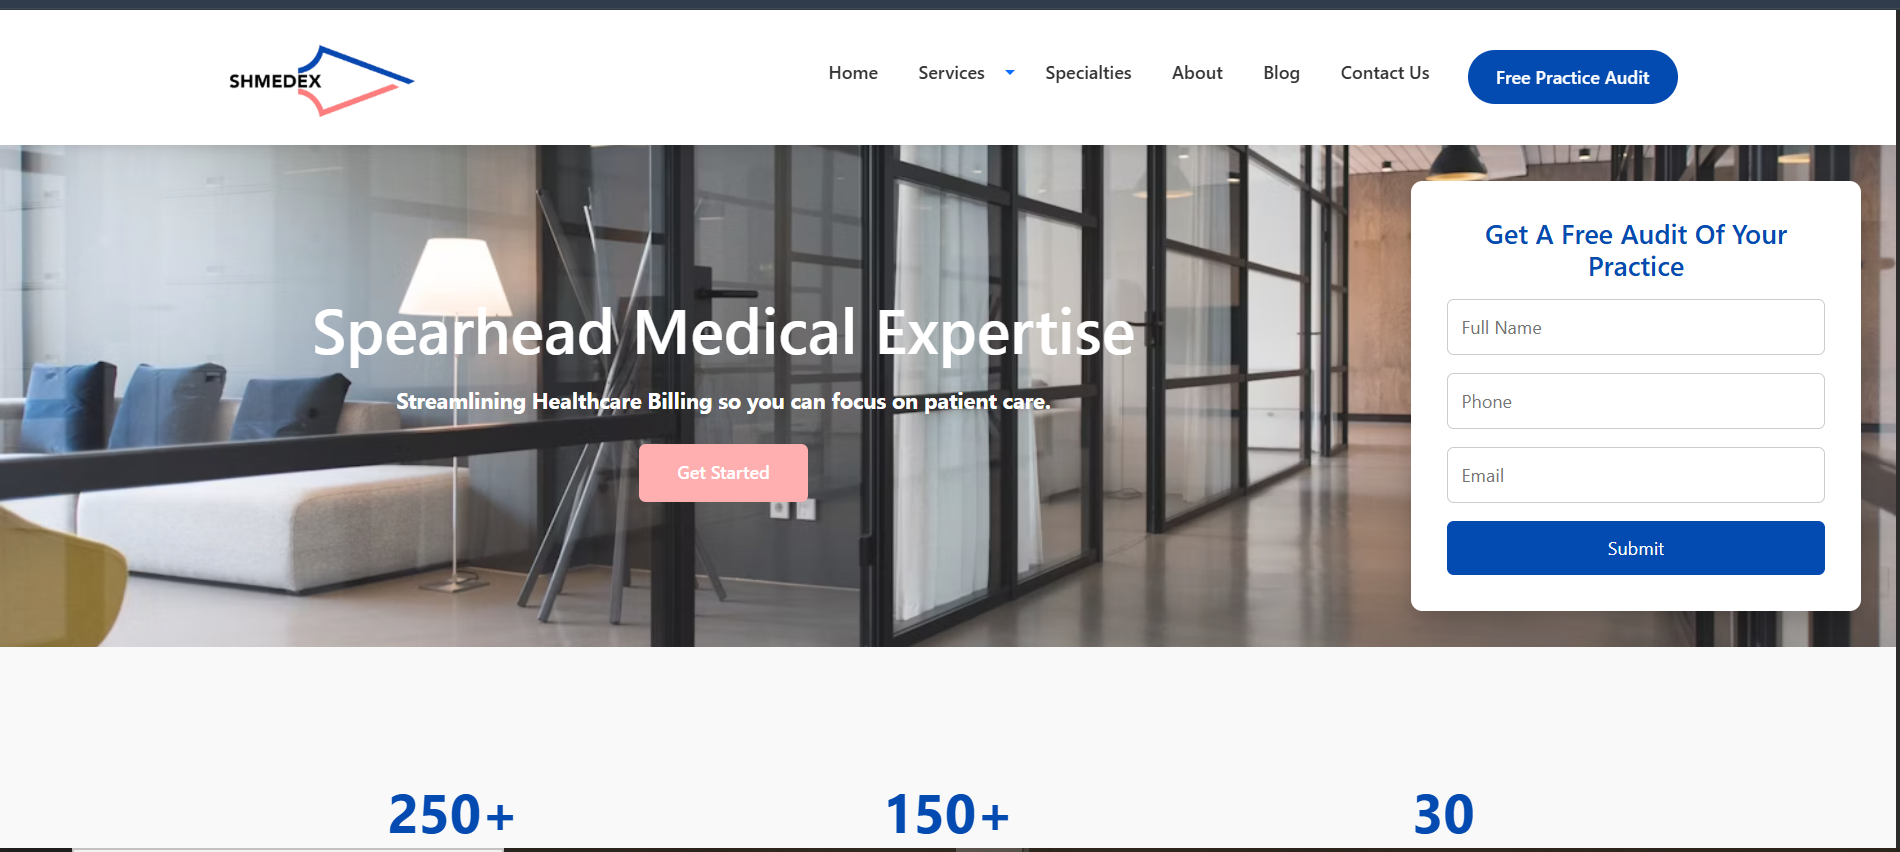 SHMEDEX
Home
Services
Specialties
About
Blog
Contact Us
Free Practice Audit
Spearhead Medical Expertise
Streamlining Healthcare Billing so you can focus on patient care.
Get Started
Get A Free Audit Of Your
Practice
Full Name
Phone
Email
Submit
250+
150+
30